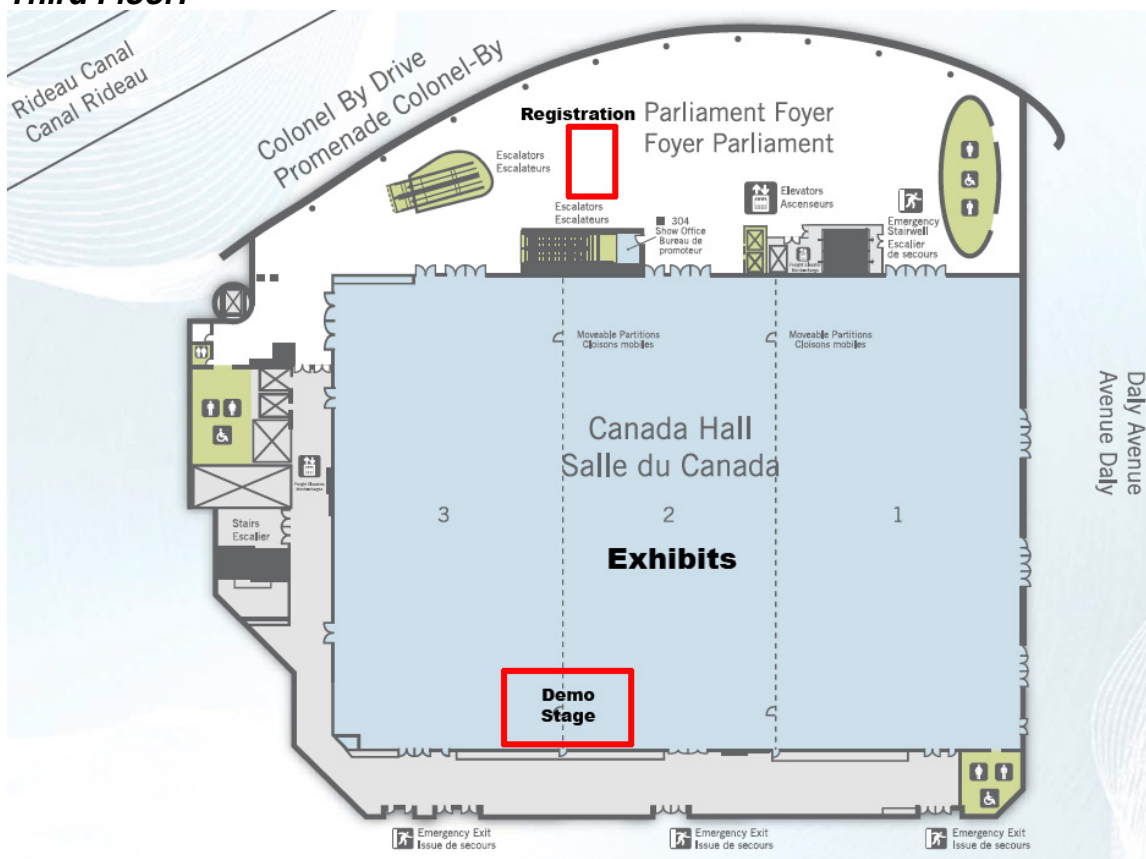 Third Floor:
Rideau Canal
Canal Rideau
Colonel By Drive
Promenade Colonel-By
Registration
Parliament Foyer
Foyer Parliament
Escalators
Escalateurs
Elevators
Ascenseurs
Escalators
Escalateurs
304
Show Office
Bureau de
promoteur
Emergency
Stairwell
Escalier
de secours
Moveable Partitions
Cloisons mobiles
Moveable Partitions
Cloisons mobiles
Daly Avenue
Avenue Daly
Canada Hall
Salle du Canada
3
2
1
Stairs
Escalier
Exhibits
Demo
Stage
Emergency Exit
Issue de secours
Emergency Exit
Issue de secours
Emergency Exit
Issue de secours